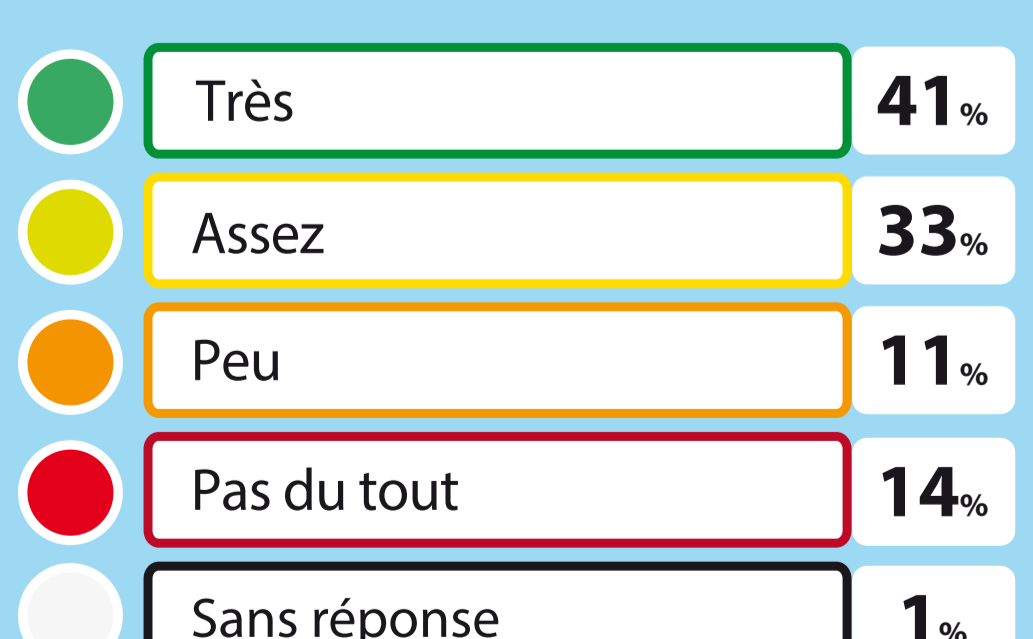 Très 41%
Assez 33%
Peu 11%
Pas du tout 14%
Sans réponse 1%